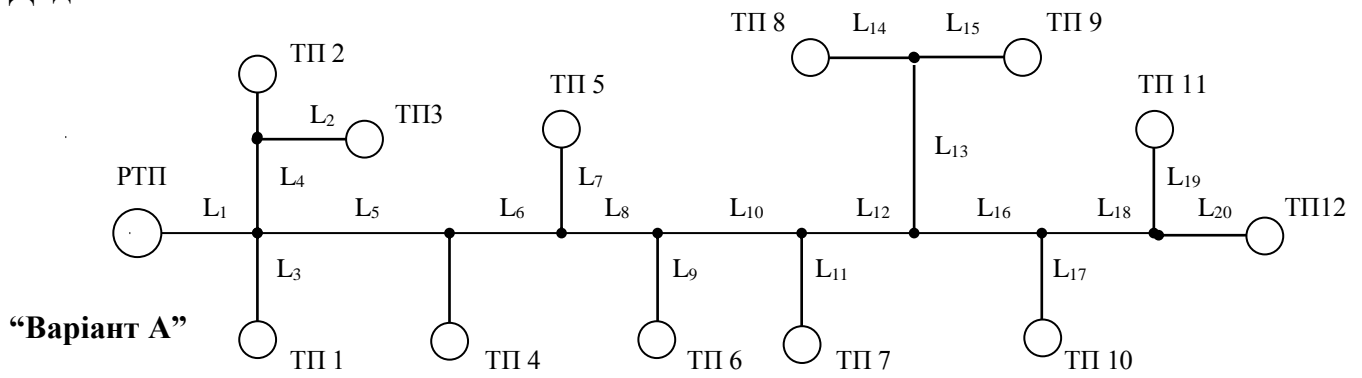 ТП 8
L₁₄
L₁₅
ТП 9
ТП 2
ТП 5
ТП 11
L₂
ТП3
L₁₃
РТП
L₄
L₇
L₁₉
L₁
L₅
L₆
L₈
L₁₀
L₁₂
L₁₆
L₁₈
L₂₀
ТП12
L₃
L₉
L₁₁
L₁₇
“Варіант А”
ТП 1
ТП 4
ТП 6
ТП 7
ТП 10